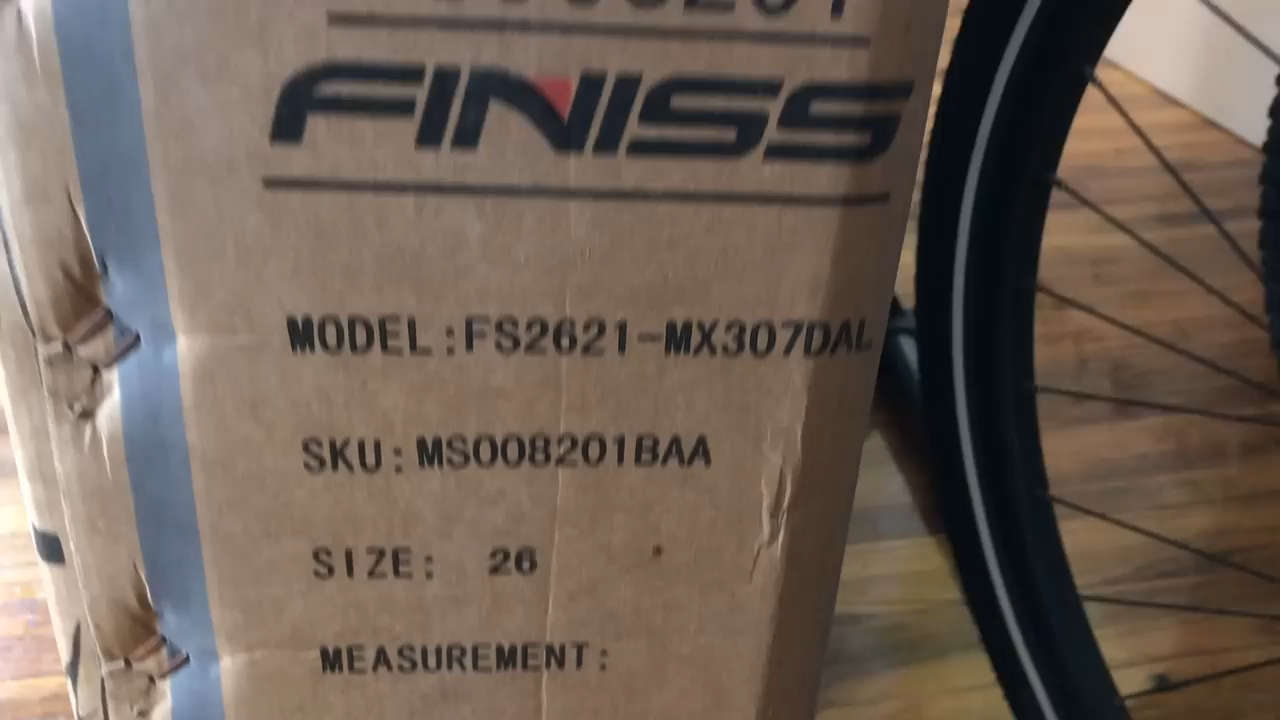 FINISS
MODEL:FS2621-MX307DAL
SKU:MS008201BAA
SIZE: 26
MEASUREMENT: